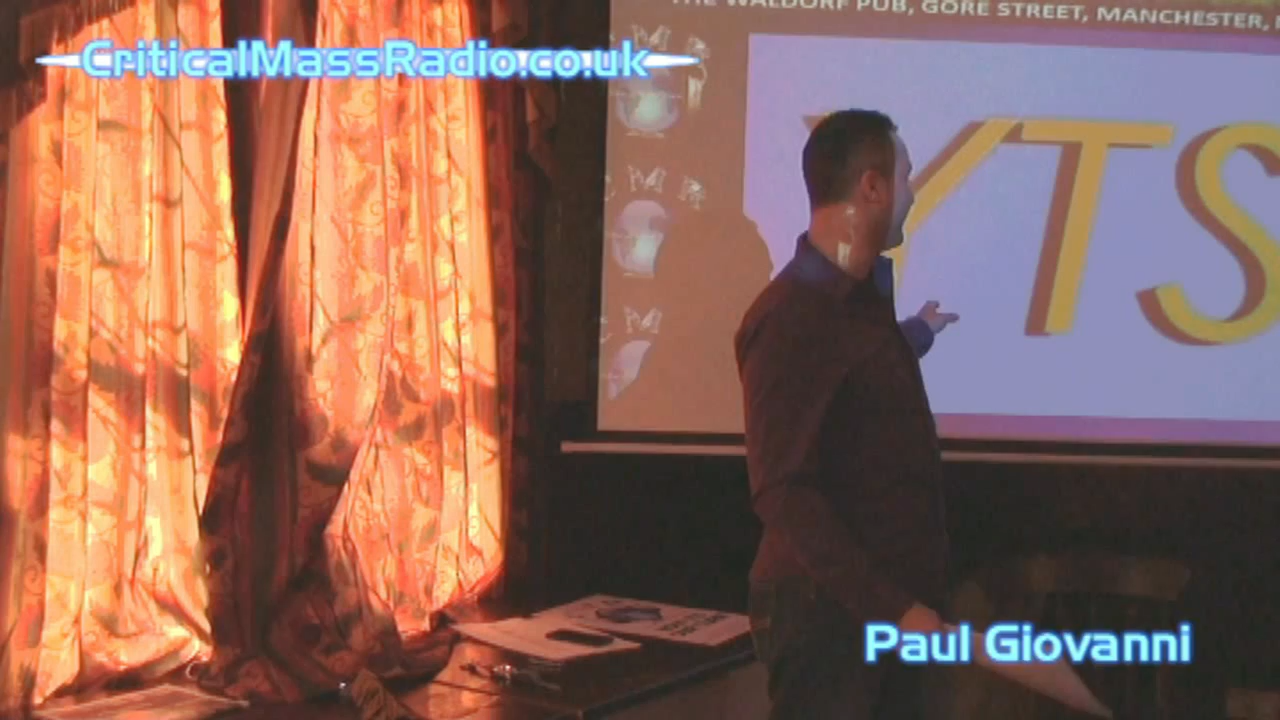 THE WALDORF PUB, GORE STREET, MANCHESTER,
CriticalMassRadio.co.uk
C M R
C M R
C M
YTS
Paul Giovanni